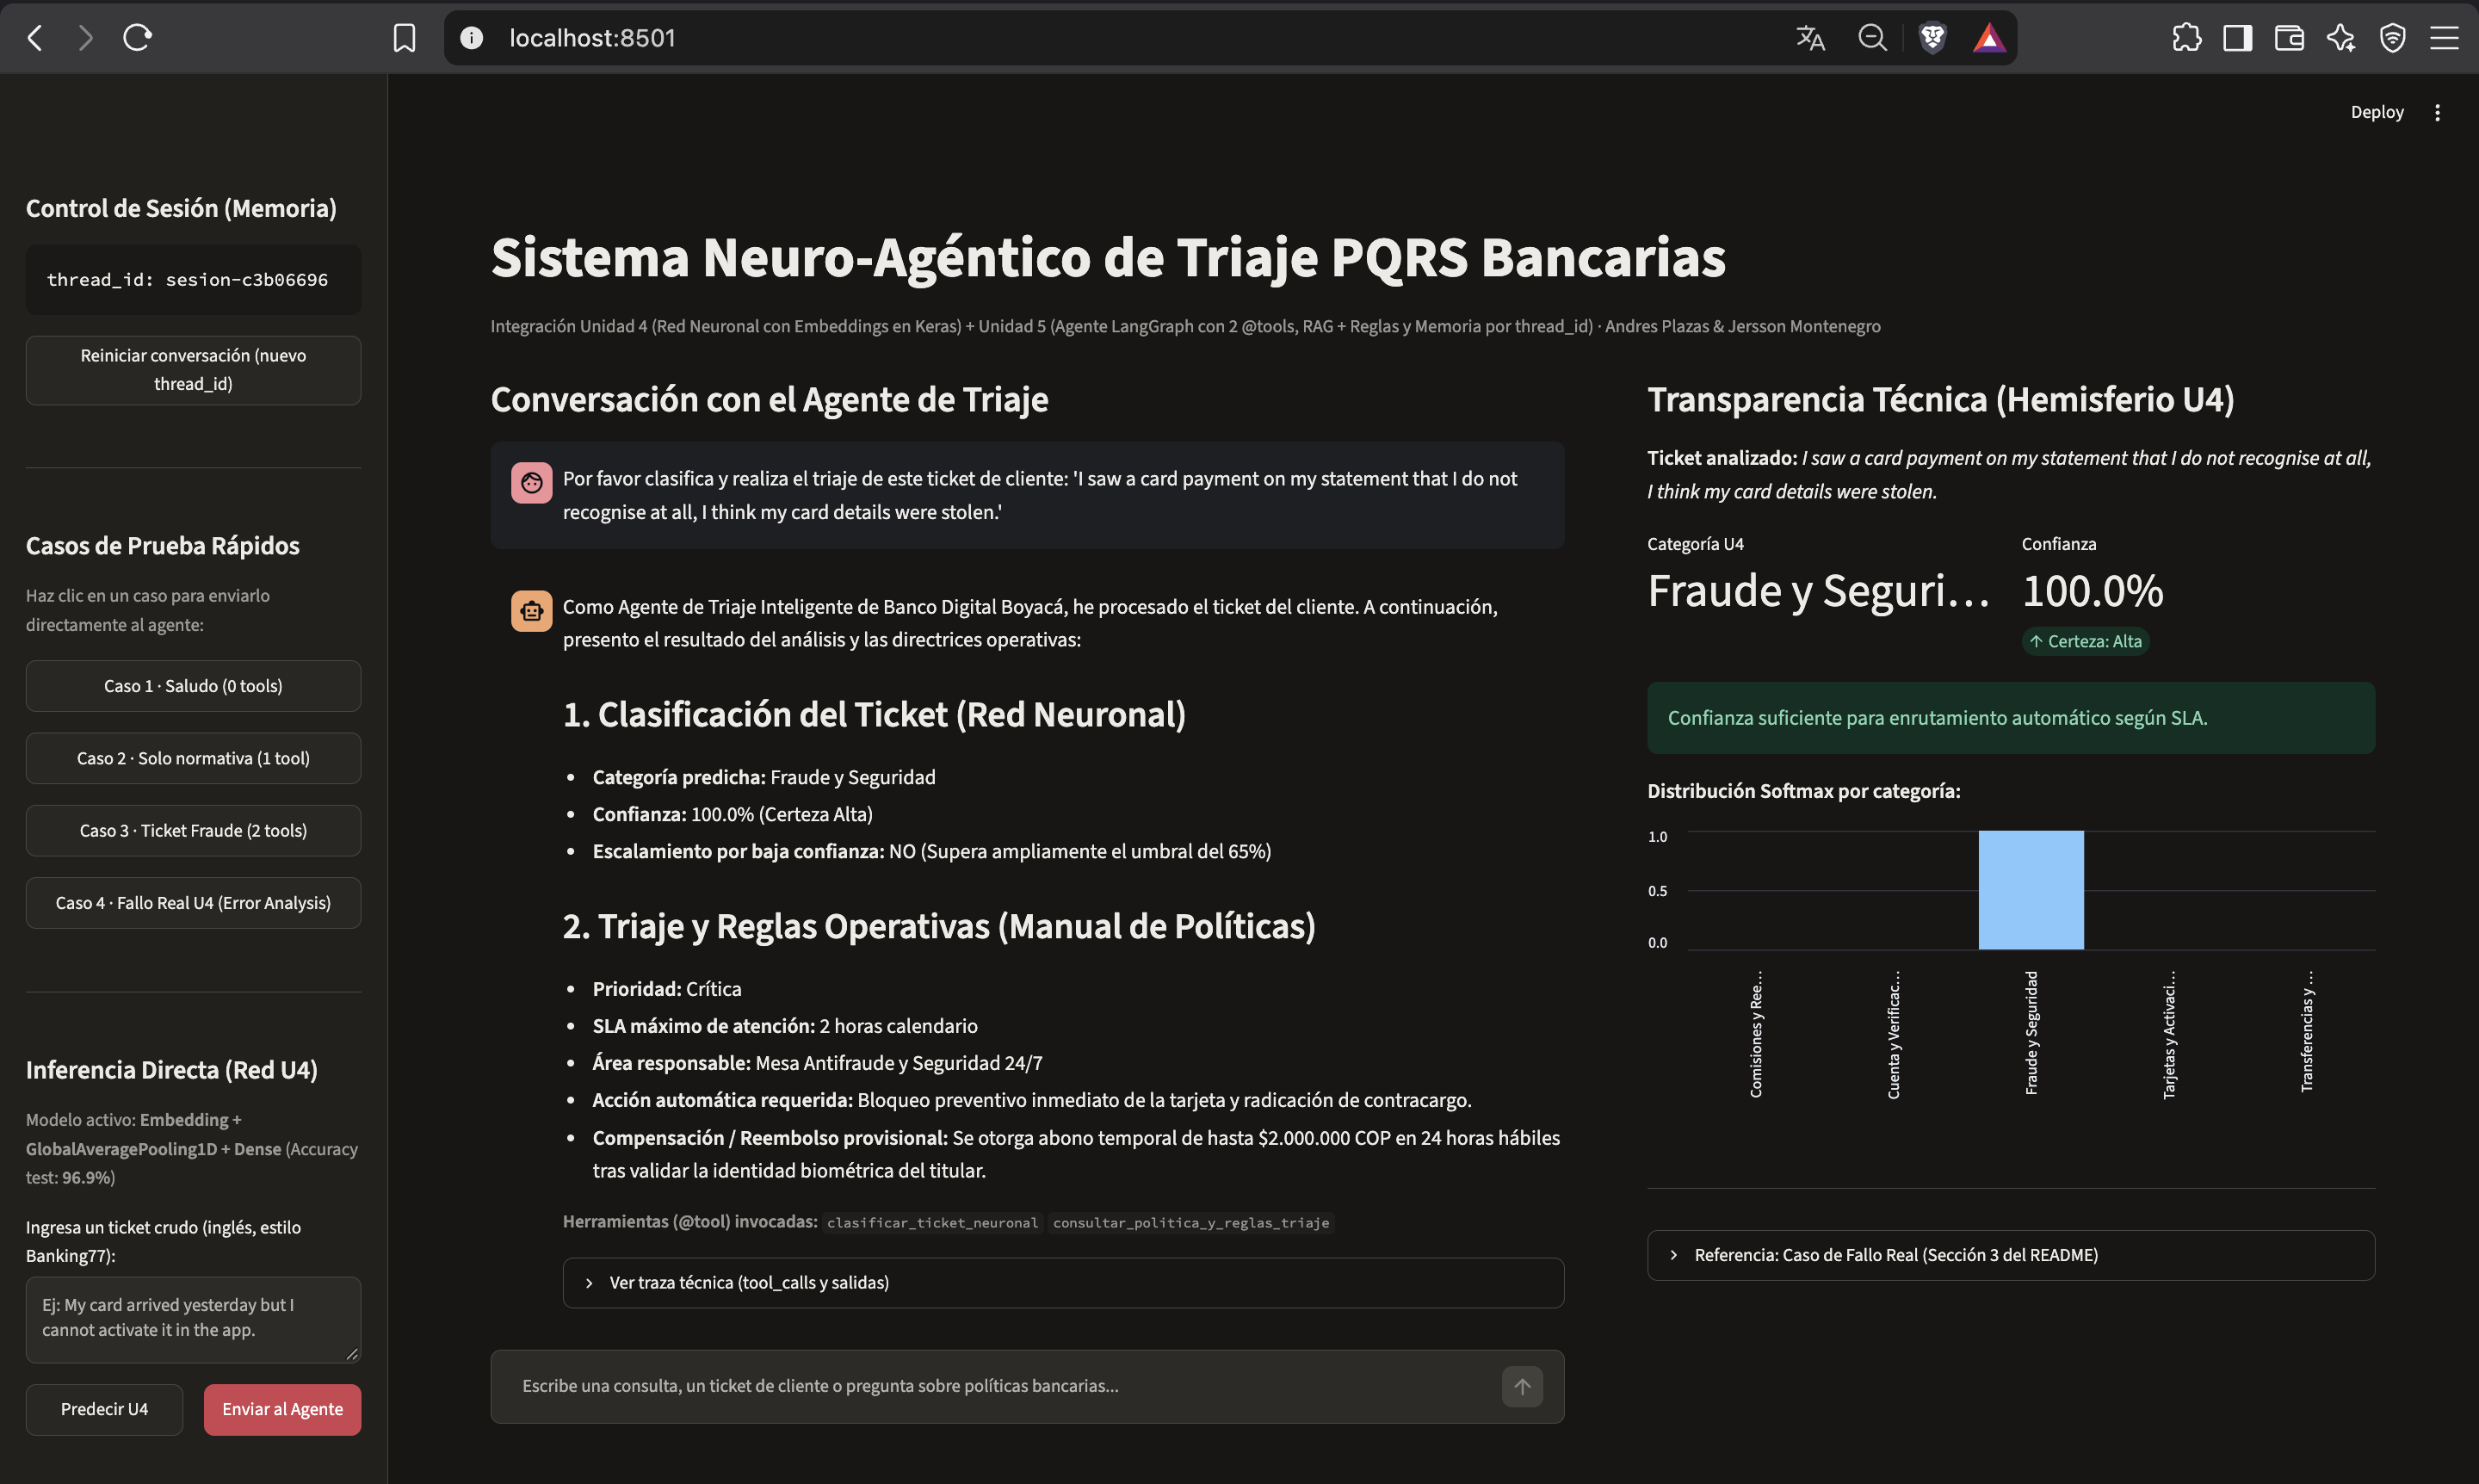 localhost:8501
Deploy
Control de Sesión (Memoria)
thread_id: sesion-c3b06696
Reiniciar conversación (nuevo
thread_id)
Casos de Prueba Rápidos
Haz clic en un caso para enviarlo
directamente al agente:
Caso 1 · Saludo (0 tools)
Caso 2 · Solo normativa (1 tool)
Caso 3 · Ticket Fraude (2 tools)
Caso 4 · Fallo Real U4 (Error Analysis)
Inferencia Directa (Red U4)
Modelo activo: Embedding +
GlobalAveragePooling1D + Dense (Accuracy
test: 96.9%)
Ingresa un ticket crudo (inglés, estilo
Banking77):
Ej: My card arrived yesterday but I
cannot activate it in the app.
Predecir U4
Enviar al Agente
Sistema Neuro-Agéntico de Triaje PQRS Bancarias
Integración Unidad 4 (Red Neuronal con Embeddings en Keras) + Unidad 5 (Agente LangGraph con 2 @tools, RAG + Reglas y Memoria por thread_id) · Andres Plazas & Jersson Montenegro
Conversación con el Agente de Triaje
Por favor clasifica y realiza el triaje de este ticket de cliente: 'I saw a card payment on my statement that I do not
recognise at all, I think my card details were stolen.'
Como Agente de Triaje Inteligente de Banco Digital Boyacá, he procesado el ticket del cliente. A continuación,
presento el resultado del análisis y las directrices operativas:
1. Clasificación del Ticket (Red Neuronal)
• Categoría predicha: Fraude y Seguridad
• Confianza: 100.0% (Certeza Alta)
• Escalamiento por baja confianza: NO (Supera ampliamente el umbral del 65%)
2. Triaje y Reglas Operativas (Manual de Políticas)
• Prioridad: Crítica
• SLA máximo de atención: 2 horas calendario
• Área responsable: Mesa Antifraude y Seguridad 24/7
• Acción automática requerida: Bloqueo preventivo inmediato de la tarjeta y radicación de contracargo.
• Compensación / Reembolso provisional: Se otorga abono temporal de hasta $2.000.000 COP en 24 horas hábiles
tras validar la identidad biométrica del titular.
Herramientas (@tool) invocadas: clasificar_ticket_neuronal consultar_politica_y_reglas_triaje
Ver traza técnica (tool_calls y salidas)
Escribe una consulta, un ticket de cliente o pregunta sobre políticas bancarias...
Transparencia Técnica (Hemisferio U4)
Ticket analizado: I saw a card payment on my statement that I do not recognise at all,
I think my card details were stolen.
Categoría U4
Fraude y Seguri...
Confianza
100.0%
↑ Certeza: Alta
Confianza suficiente para enrutamiento automático según SLA.
Distribución Softmax por categoría:
1.0
0.5
0.0
Comisiones y Ree...
Cuenta y Verificac...
Fraude y Seguridad
Tarjetas y Activaci...
Transferencias y ...
Referencia: Caso de Fallo Real (Sección 3 del README)